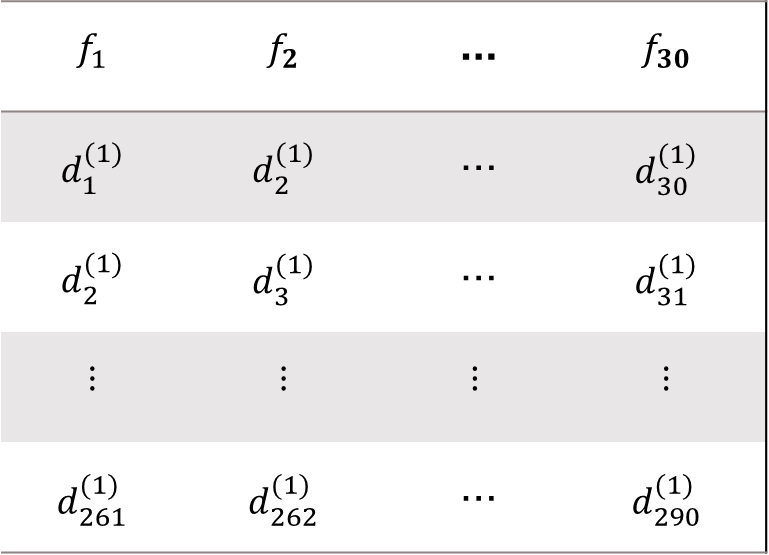 f₁ f₂ ⋯ f₃₀
d₁⁽¹⁾ d₂⁽¹⁾ ⋯ d₃₀⁽¹⁾
d₂⁽¹⁾ d₃⁽¹⁾ ⋯ d₃₁⁽¹⁾
⋮ ⋮ ⋮ ⋮
d₂₆₁⁽¹⁾ d₂₆₂⁽¹⁾ ⋯ d₂₉₀⁽¹⁾